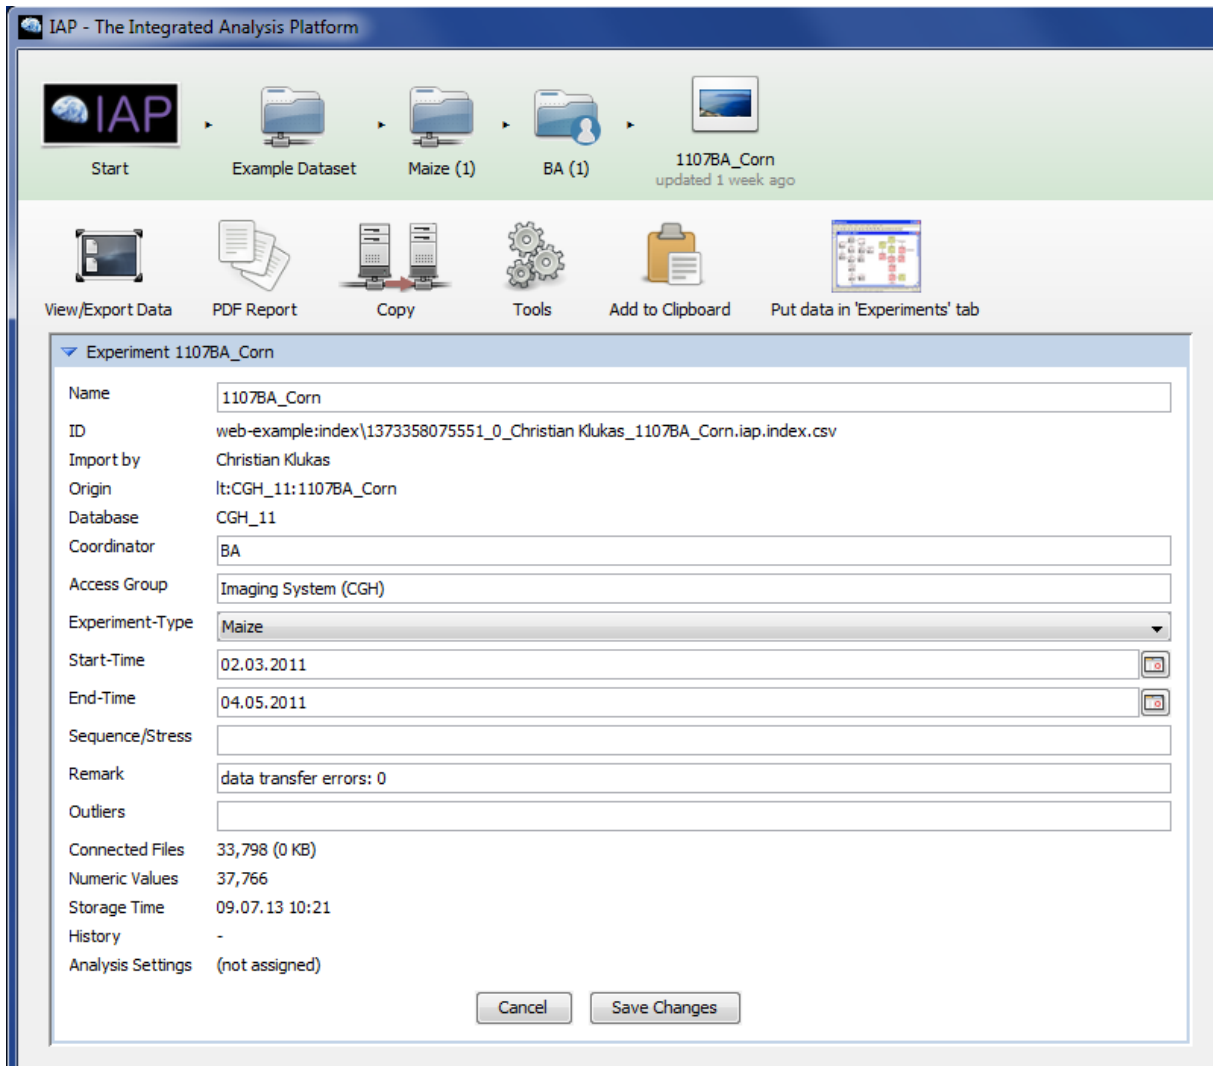 IAP - The Integrated Analysis Platform
IAP
Start
Example Dataset
Maize (1)
BA (1)
1107BA_Corn
updated 1 week ago
View/Export Data
PDF Report
Copy
Tools
Add to Clipboard
Put data in 'Experiments' tab
Experiment 1107BA_Corn
Name 1107BA_Corn
ID web-example:index\1373358075551_0_Christian Klukas_1107BA_Corn.iap.index.csv
Import by Christian Klukas
Origin lt:CGH_11:1107BA_Corn
Database CGH_11
Coordinator BA
Access Group Imaging System (CGH)
Experiment-Type Maize
Start-Time 02.03.2011
End-Time 04.05.2011
Sequence/Stress
Remark data transfer errors: 0
Outliers
Connected Files 33,798 (0 KB)
Numeric Values 37,766
Storage Time 09.07.13 10:21
History -
Analysis Settings (not assigned)
Cancel Save Changes